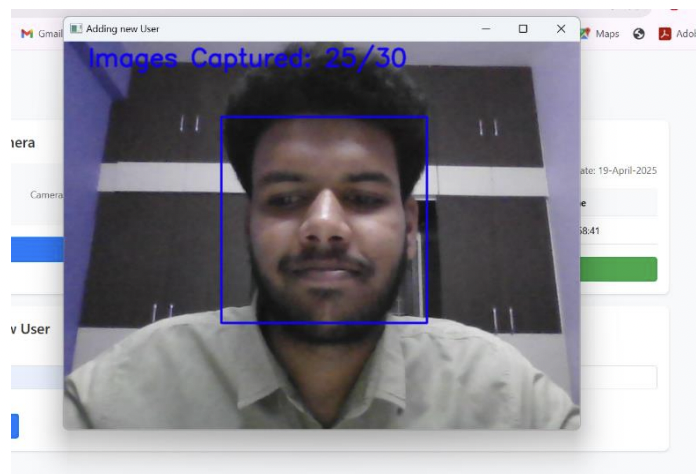 Gmail
Adding new User
Maps
Adol
Images Captured: 25/30
nera
ate: 19-April-2025
Camera
e
58:41
v User